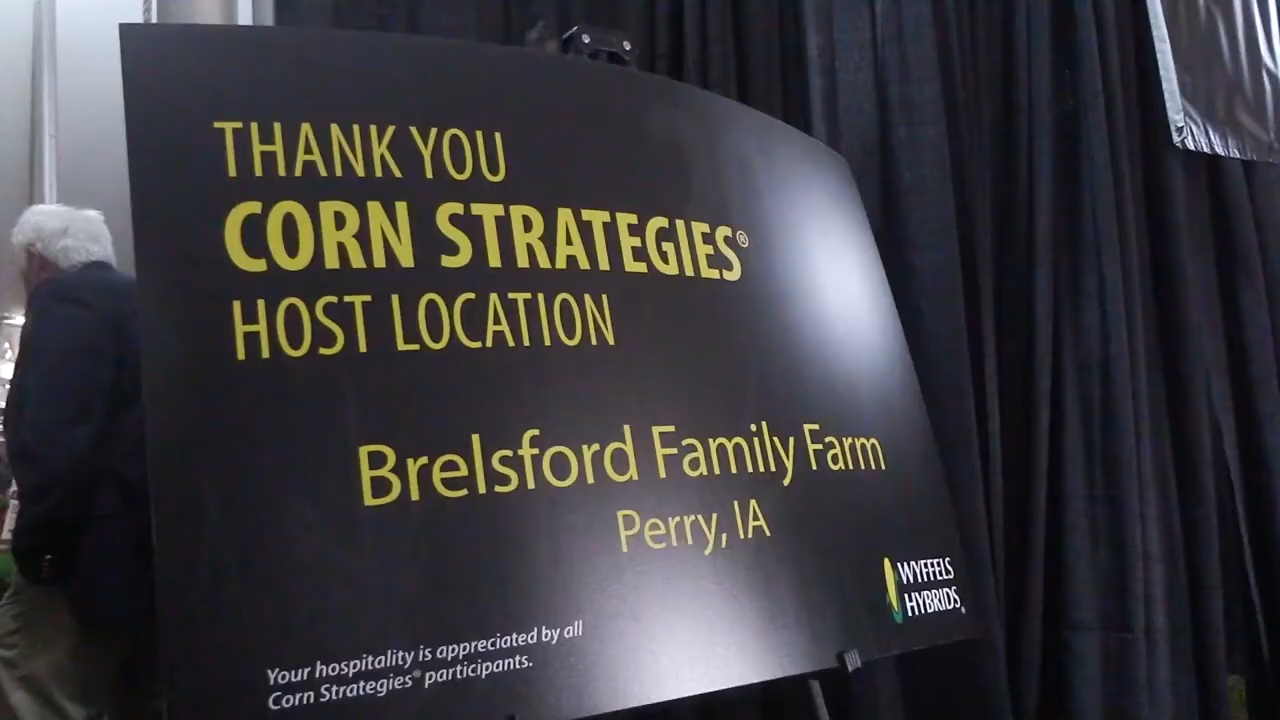 THANK YOU
CORN STRATEGIES®
HOST LOCATION
Brelsford Family Farm
Perry, IA
WYFFELS
HYBRIDS®
Your hospitality is appreciated by all
Corn Strategies® participants.